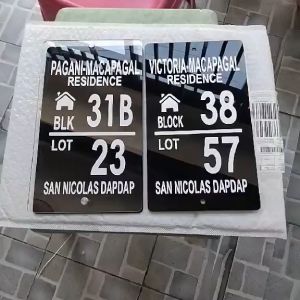 PAGANI-MACAPAGAL
RESIDENCE
BLK 31B
LOT
23
SAN NICOLAS DAPDAP
VICTORIA-MACAPAGAL
RESIDENCE
BLOCK 38
LOT 57
SAN NICOLAS DAPDAP